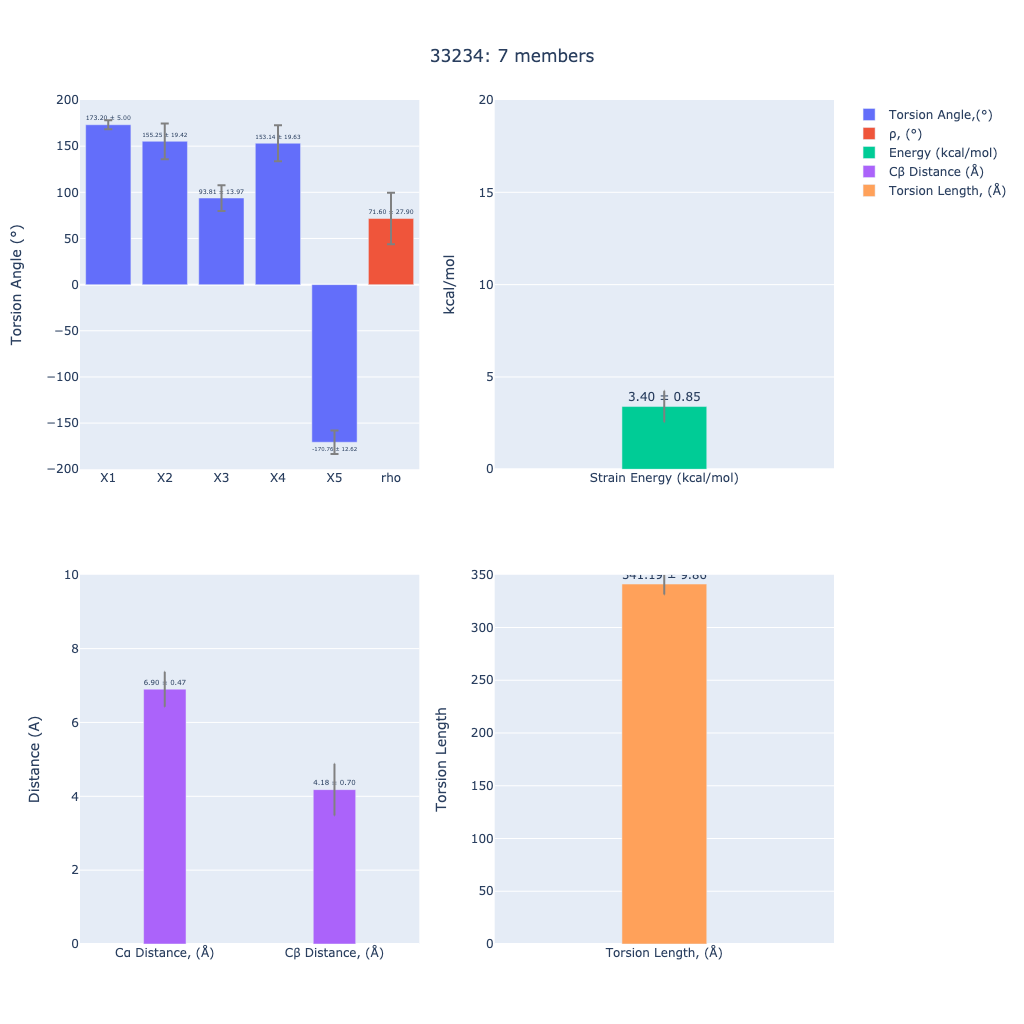 33234: 7 members
Torsion Angle (°)
200
150
100
50
0
−50
−100
−150
−200
173.20 ± 5.00
155.25 ± 19.42
93.81 ± 13.97
153.14 ± 19.63
-170.76 ± 12.62
71.60 ± 27.90
X1 X2 X3 X4 X5 rho
kcal/mol
20
15
10
5
0
3.40 ± 0.85
Strain Energy (kcal/mol)
Torsion Angle,(°)
ρ, (°)
Energy (kcal/mol)
Cβ Distance (Å)
Torsion Length, (Å)
Distance (A)
10
8
6
4
2
0
6.90 ± 0.47
4.18 ± 0.70
Cα Distance, (Å) Cβ Distance, (Å)
Torsion Length
350
300
250
200
150
100
50
0
341.19 ± 9.80
Torsion Length, (Å)